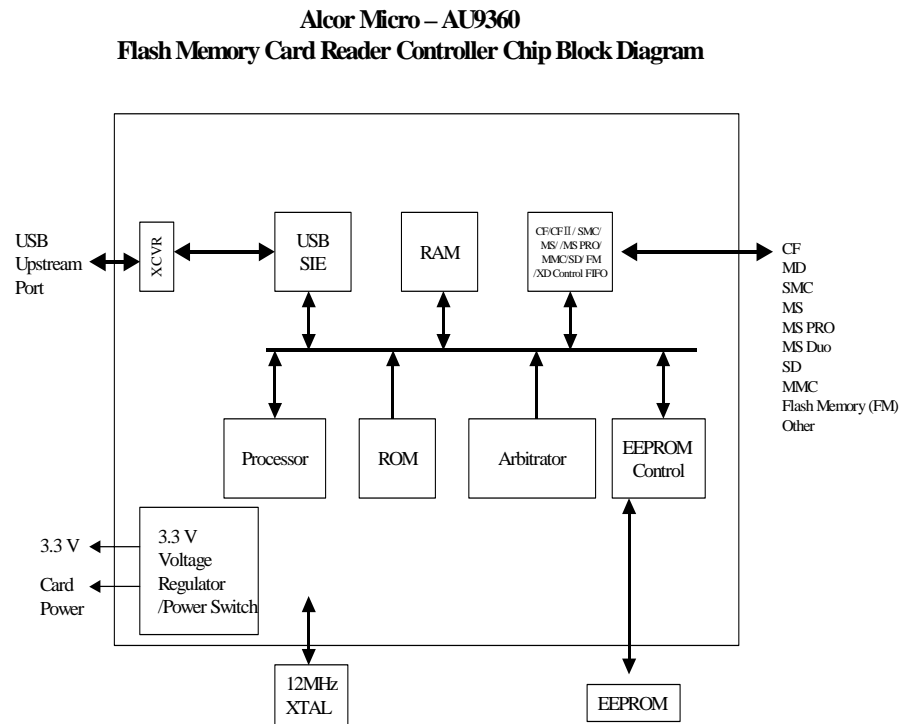 Alcor Micro – AU9360
Flash Memory Card Reader Controller Chip Block Diagram
USB
Upstream
Port
XCVR
USB
SIE
RAM
CF/CFⅡ/ SMC/
MS/ /MS PRO/
MMC/SD/ FM
/XD Control FIFO
CF
MD
SMC
MS
MS PRO
MS Duo
SD
MMC
Flash Memory (FM)
Other
Processor
ROM
Arbitrator
EEPROM
Control
3.3 V
Card
Power
3.3 V
Voltage
Regulator
/Power Switch
12MHz
XTAL
EEPROM